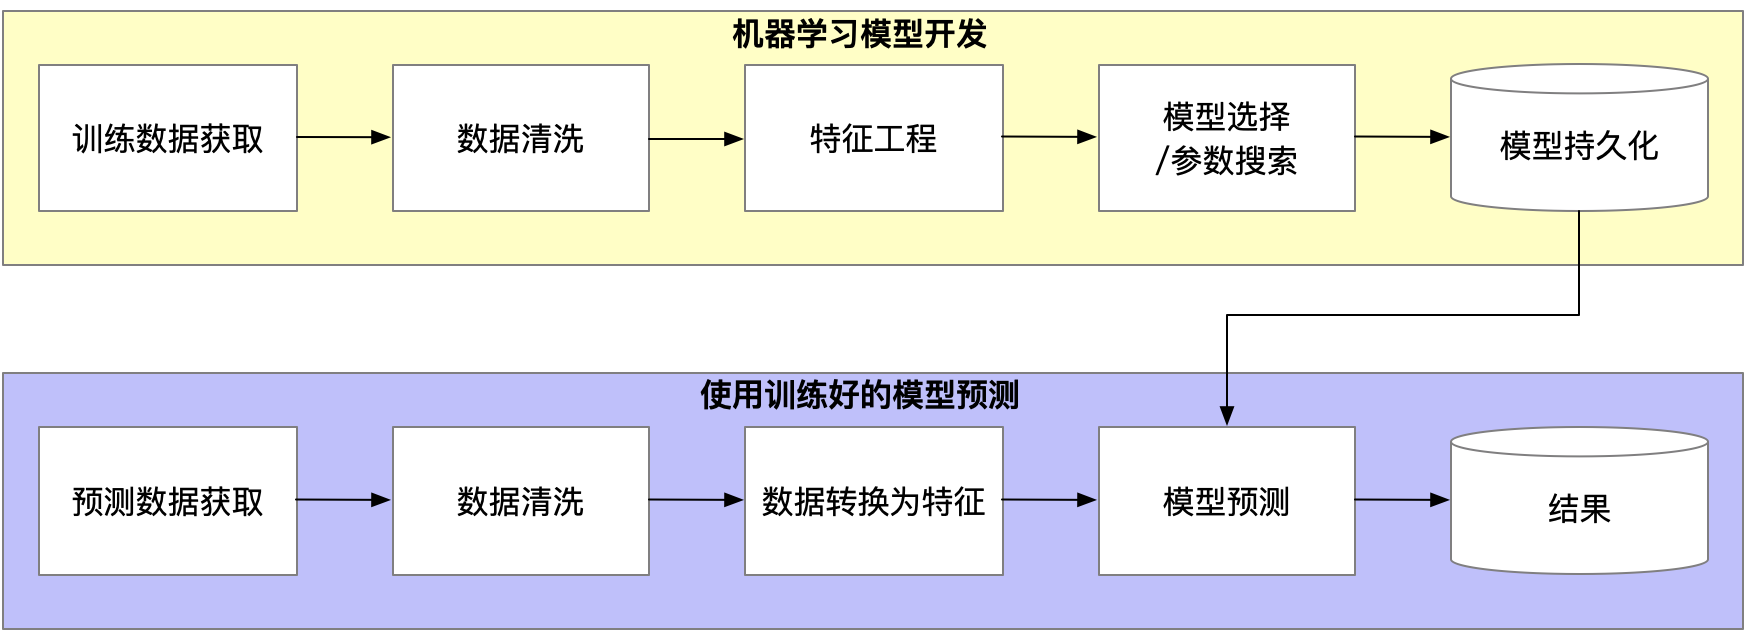 机器学习模型开发
训练数据获取
数据清洗
特征工程
模型选择
/参数搜索
模型持久化
使用训练好的模型预测
预测数据获取
数据清洗
数据转换为特征
模型预测
结果